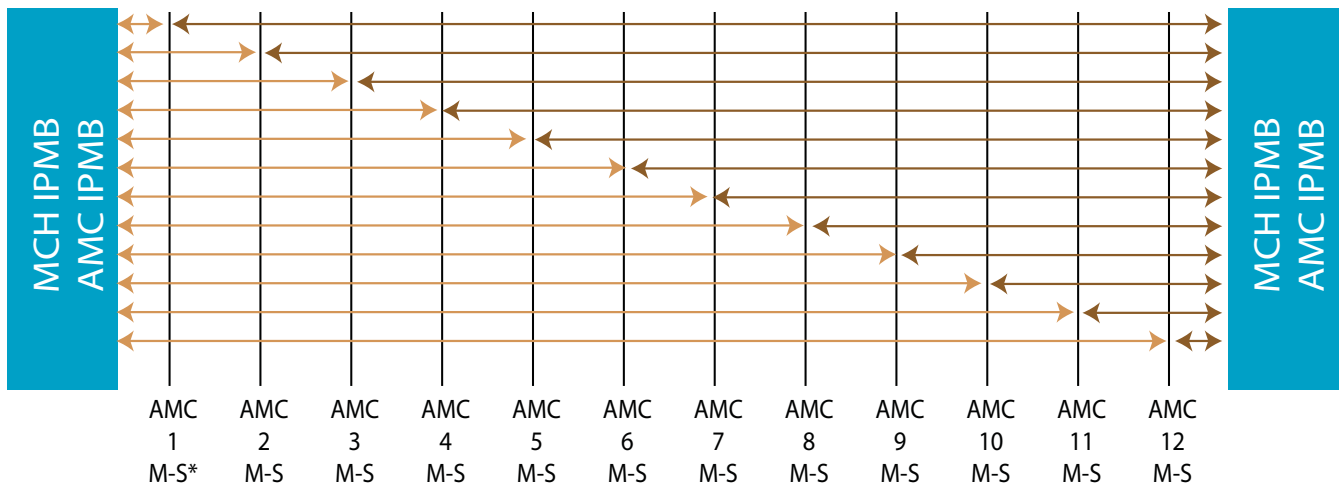 MCH IPMB
AMC IPMB
MCH IPMB
AMC IPMB
AMC AMC AMC AMC AMC AMC AMC AMC AMC AMC AMC AMC
1 2 3 4 5 6 7 8 9 10 11 12
M-S* M-S M-S M-S M-S M-S M-S M-S M-S M-S M-S M-S